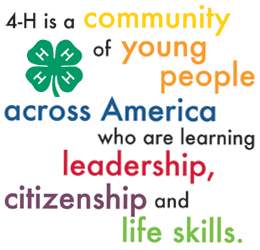 4-H is a community
of young
H H H H
people
across America
who are learning
leadership,
citizenship and
life skills.